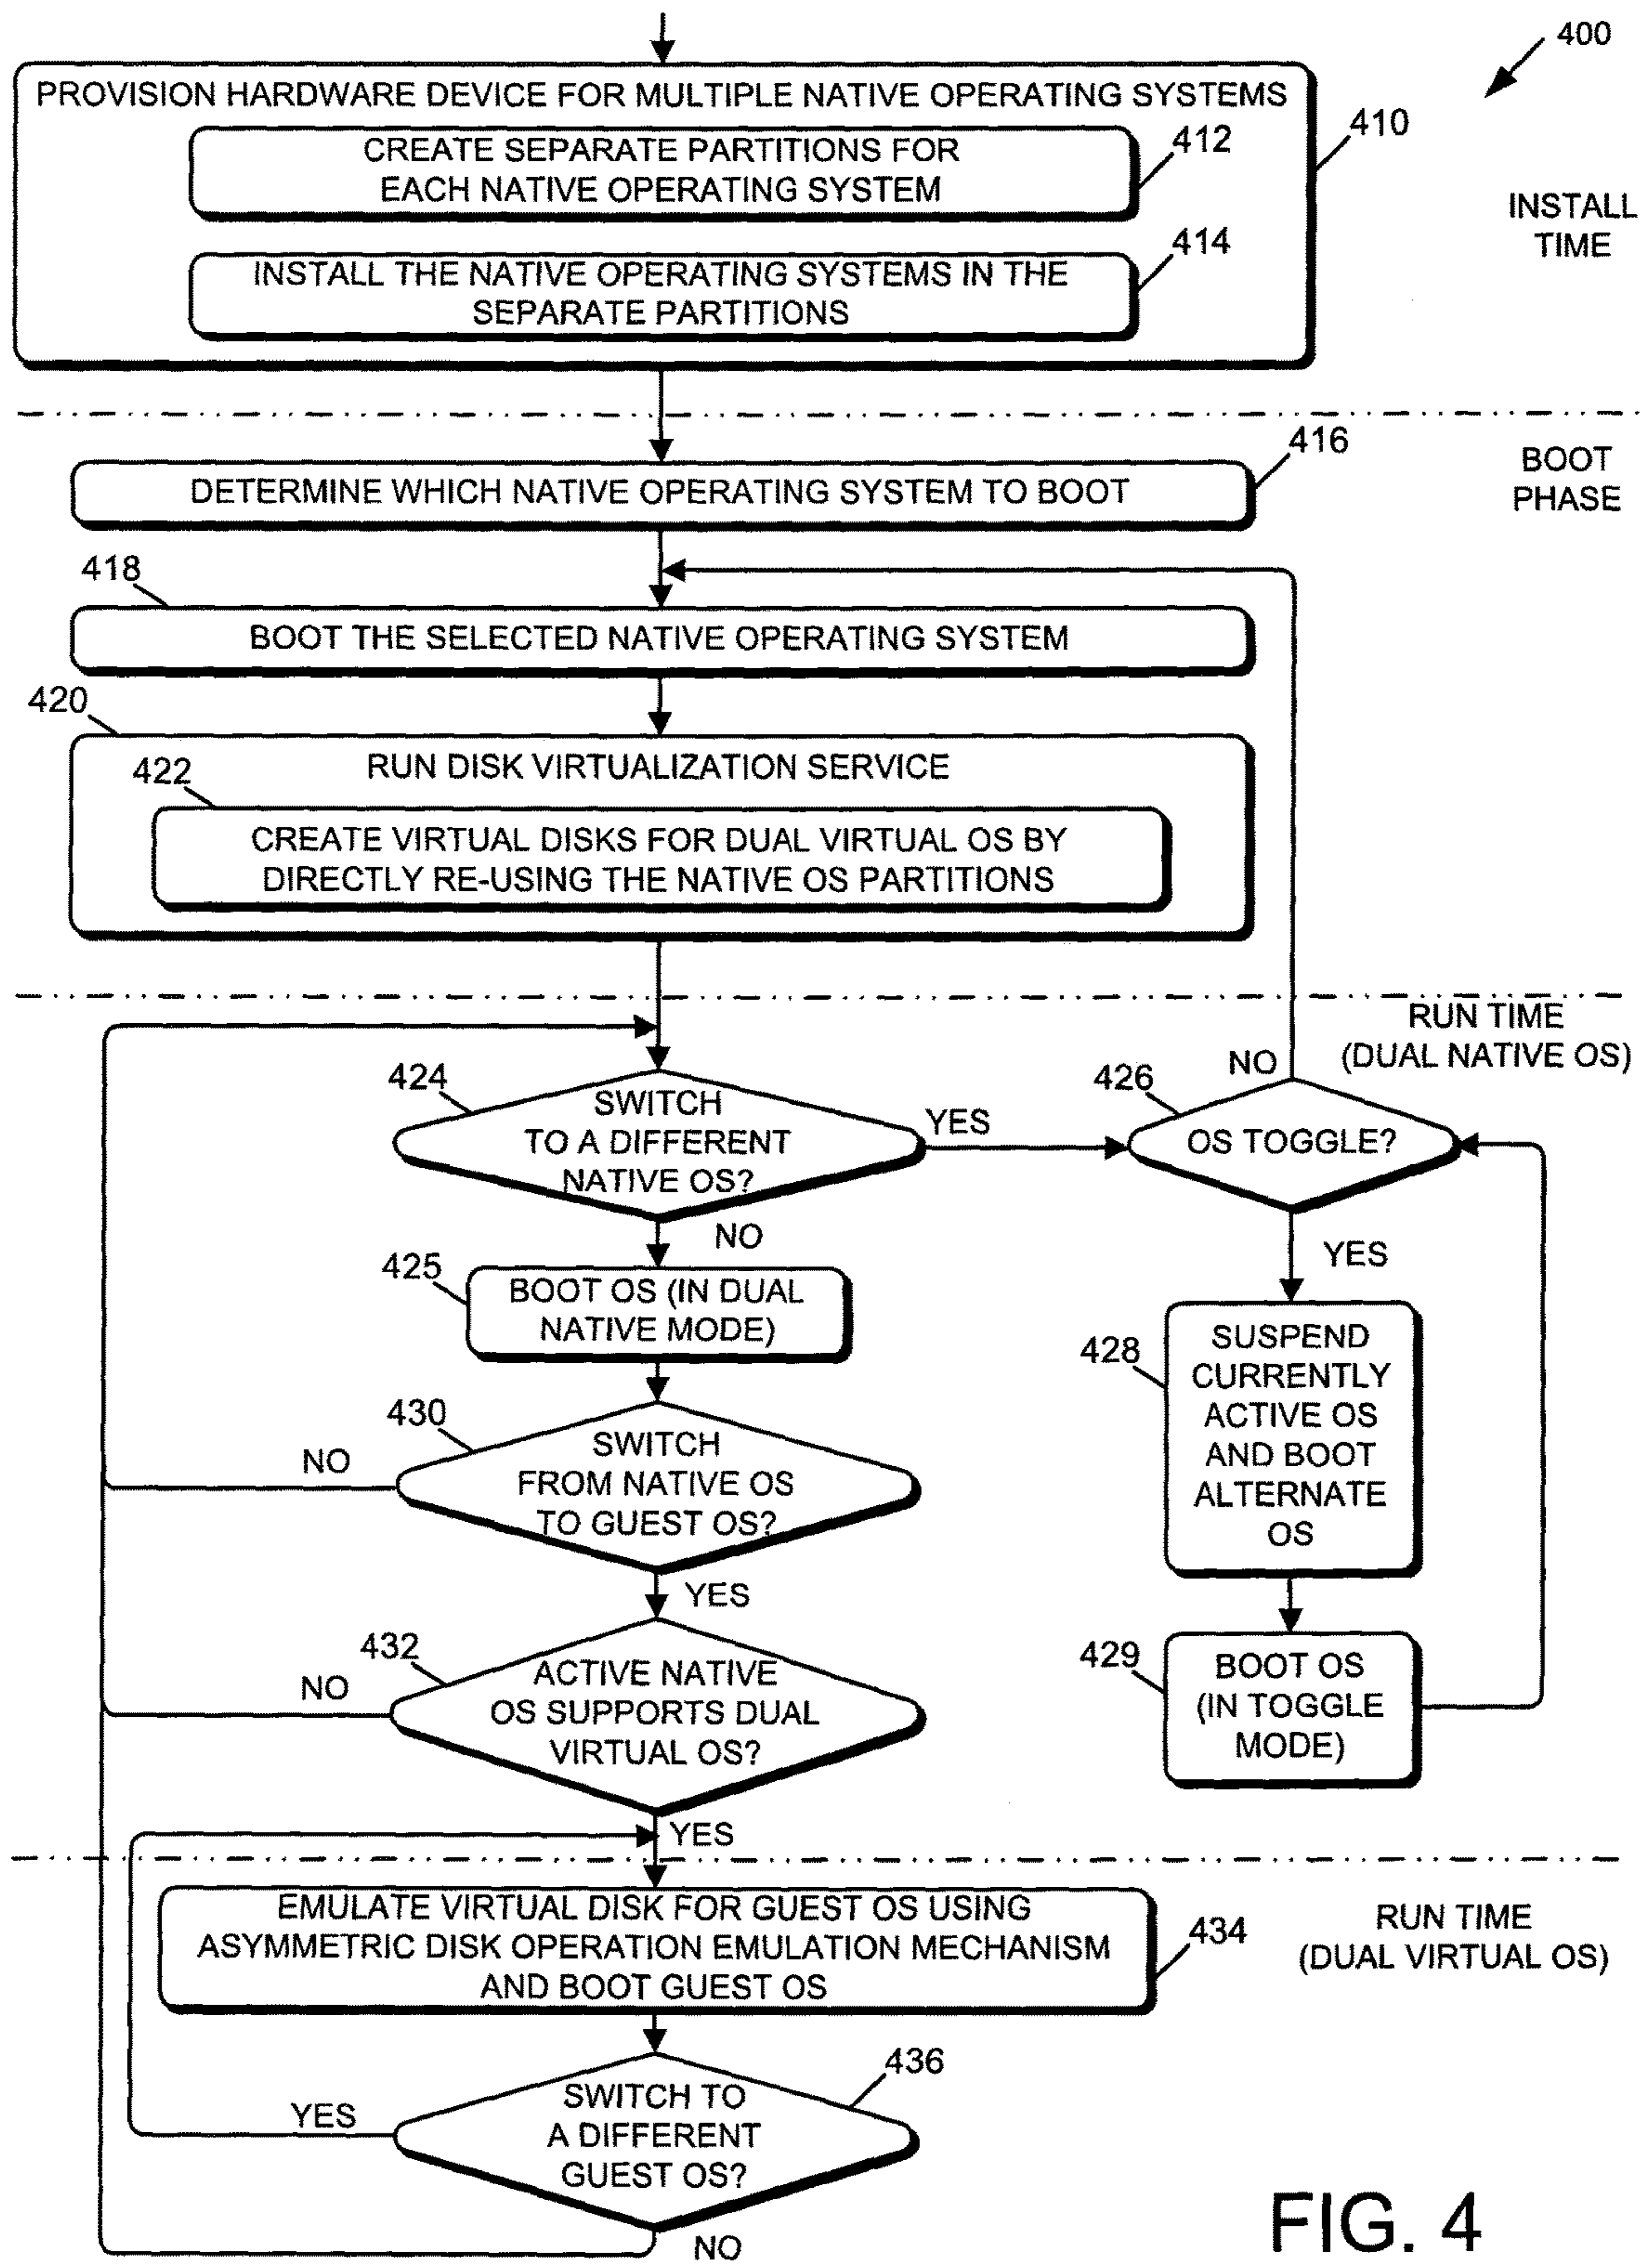 400
PROVISION HARDWARE DEVICE FOR MULTIPLE NATIVE OPERATING SYSTEMS
410
412
CREATE SEPARATE PARTITIONS FOR
EACH NATIVE OPERATING SYSTEM
INSTALL
TIME
414
INSTALL THE NATIVE OPERATING SYSTEMS IN THE
SEPARATE PARTITIONS
416
BOOT
PHASE
DETERMINE WHICH NATIVE OPERATING SYSTEM TO BOOT
418
BOOT THE SELECTED NATIVE OPERATING SYSTEM
420
RUN DISK VIRTUALIZATION SERVICE
422
CREATE VIRTUAL DISKS FOR DUAL VIRTUAL OS BY
DIRECTLY RE-USING THE NATIVE OS PARTITIONS
RUN TIME
(DUAL NATIVE OS)
424
SWITCH
TO A DIFFERENT
NATIVE OS?
YES
NO
426
OS TOGGLE?
NO
YES
425
BOOT OS (IN DUAL
NATIVE MODE)
428
SUSPEND
CURRENTLY
ACTIVE OS
AND BOOT
ALTERNATE
OS
430
SWITCH
FROM NATIVE OS
TO GUEST OS?
NO
YES
429
BOOT OS
(IN TOGGLE
MODE)
432
ACTIVE NATIVE
OS SUPPORTS DUAL
VIRTUAL OS?
NO
YES
EMULATE VIRTUAL DISK FOR GUEST OS USING
ASYMMETRIC DISK OPERATION EMULATION MECHANISM
AND BOOT GUEST OS
434
RUN TIME
(DUAL VIRTUAL OS)
436
SWITCH TO
A DIFFERENT
GUEST OS?
YES
NO
FIG. 4